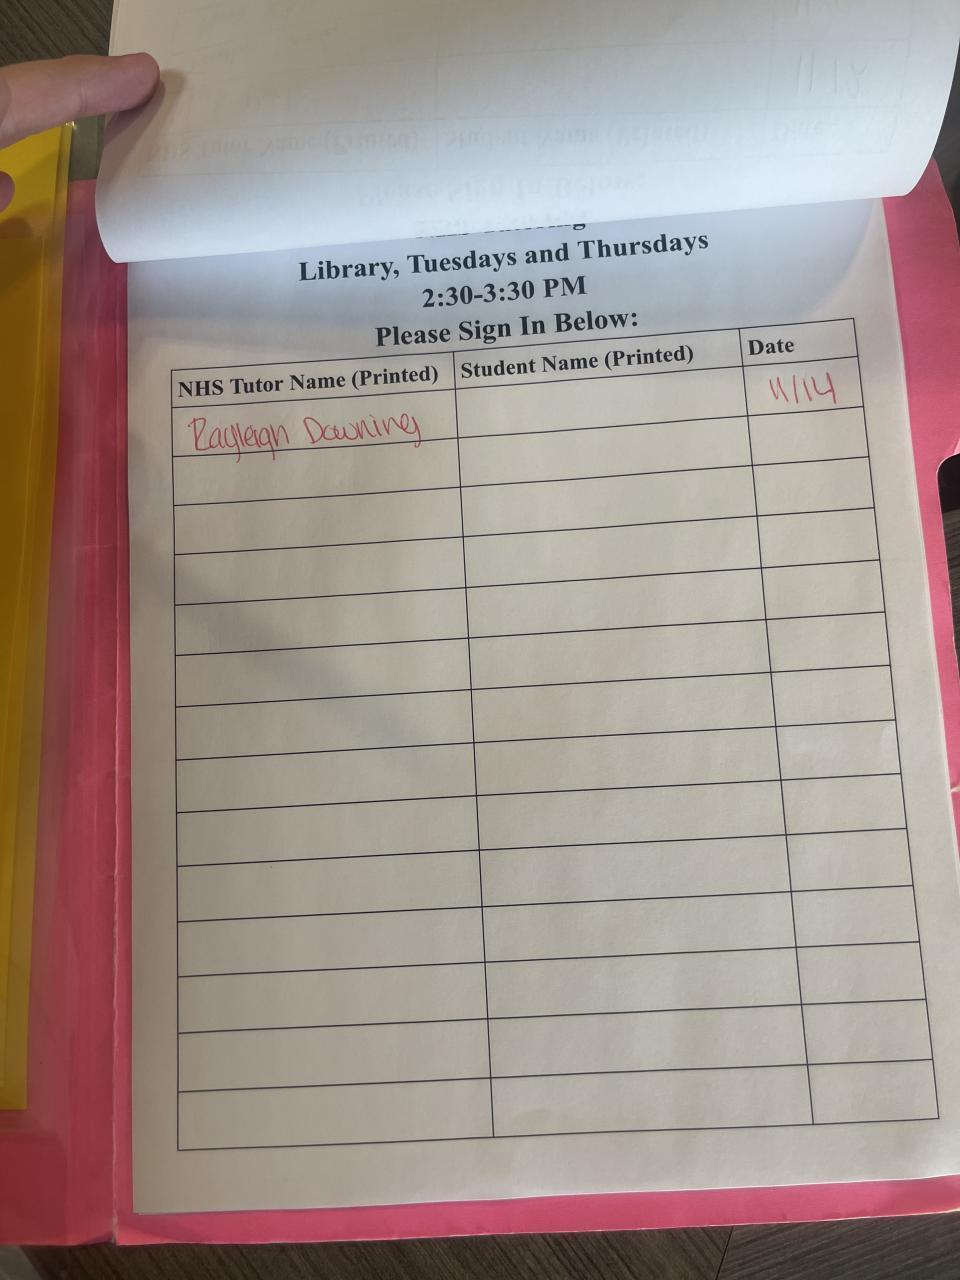 Library, Tuesdays and Thursdays
2:30-3:30 PM
Please Sign In Below:
NHS Tutor Name (Printed) Student Name (Printed) Date
Rayleigh Downing 11/14